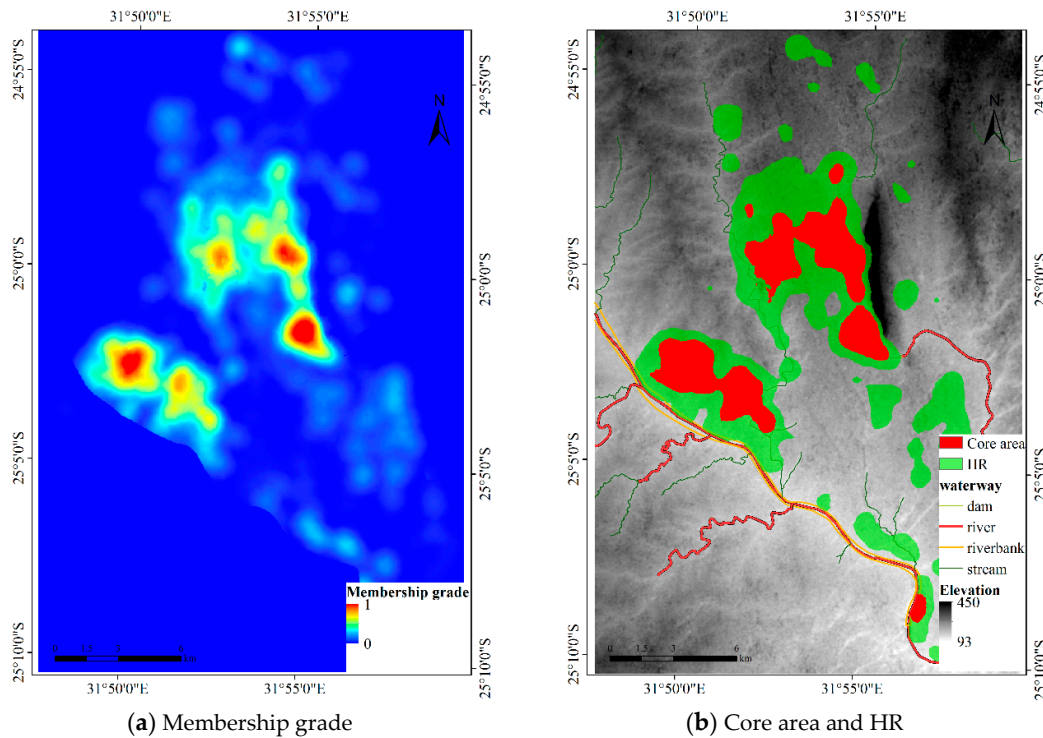 31°50'0"E 31°55'0"E
31°50'0"E 31°55'0"E
24°55'0"S
24°55'0"S
24°55'0"S
24°55'0"S
N
N
25°0'0"S
25°0'0"S
25°0'0"S
25°0'0"S
25°5'0"S
25°5'0"S
25°5'0"S
25°5'0"S
Core area
HR
waterway
dam
river
riverbank
stream
Elevation
450
93
Membership grade
1
0
0 1.5 3 6
km
0 1.5 3 6
km
25°10'0"S
25°10'0"S
25°10'0"S
25°10'0"S
31°50'0"E 31°55'0"E
31°50'0"E 31°55'0"E
(a) Membership grade
(b) Core area and HR